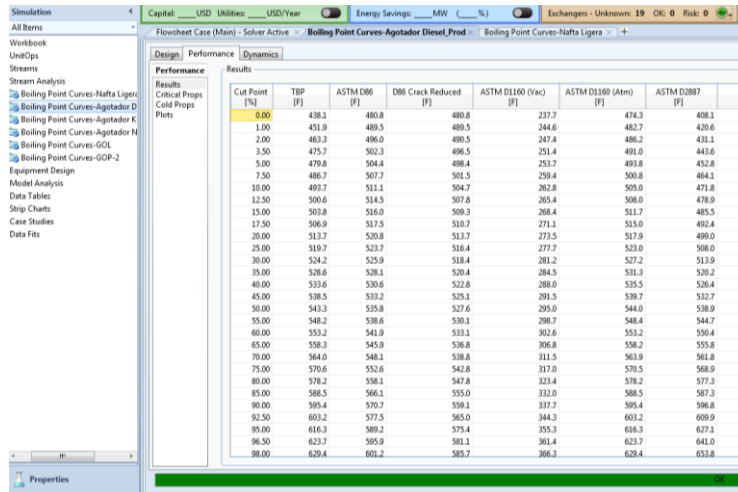 Simulation
Capital: ____USD Utilities: ____USD/Year
Energy Savings: ____MW (____%)
Exchangers - Unknown: 19 OK: 0 Risk: 0
All Items
Flowsheet Case (Main) - Solver Active × Boiling Point Curves-Agotador Diesel_Prod × Boiling Point Curves-Nafta Ligera × +
Workbook
UnitOps
Streams
Stream Analysis
Boiling Point Curves-Nafta Ligera
Boiling Point Curves-Agotador D
Boiling Point Curves-Agotador K
Boiling Point Curves-Agotador N
Boiling Point Curves-GOL
Boiling Point Curves-GOP-2
Equipment Design
Model Analysis
Data Tables
Strip Charts
Case Studies
Data Fits
Properties
Design Performance Dynamics
Performance
Results
Critical Props
Cold Props
Plots
Results
Cut Point [%] TBP [F] ASTM D86 [F] D86 Crack Reduced [F] ASTM D1160 (Vac) [F] ASTM D1160 (Atm) [F] ASTM D2887 [F]
0.00 438.1 480.8 480.8 237.7 474.3 408.1
1.00 451.9 489.5 489.5 244.6 482.7 420.6
2.00 463.3 496.0 490.5 247.4 486.2 431.1
3.50 475.7 502.3 496.5 251.4 491.0 443.6
5.00 479.8 504.4 498.4 253.7 493.8 452.8
7.50 486.7 507.7 501.5 259.4 500.8 464.1
10.00 493.7 511.1 504.7 262.8 505.0 471.8
12.50 500.6 514.5 507.8 265.4 508.0 478.9
15.00 503.8 516.0 509.3 268.4 511.7 485.5
17.50 506.9 517.5 510.7 271.1 515.0 492.4
20.00 513.7 520.8 513.7 273.5 517.9 499.0
25.00 519.7 523.7 516.4 277.7 523.0 508.0
30.00 524.2 525.9 518.4 281.2 527.2 513.9
35.00 528.6 528.1 520.4 284.5 531.3 520.2
40.00 533.6 530.6 522.8 288.0 535.5 526.4
45.00 538.5 533.2 525.1 291.5 539.7 532.7
50.00 543.3 535.8 527.6 295.0 544.0 538.9
55.00 548.2 538.6 530.1 298.7 548.4 544.7
60.00 553.2 541.9 533.1 302.6 553.2 550.4
65.00 558.3 545.9 536.8 306.8 558.2 555.8
70.00 564.0 548.1 538.8 311.5 563.9 561.8
75.00 570.6 552.6 542.8 317.0 570.5 568.9
80.00 578.2 558.1 547.8 323.4 578.2 577.3
85.00 588.5 566.1 555.0 332.0 588.5 587.3
90.00 595.4 570.7 559.1 337.7 595.4 596.8
92.50 603.2 577.5 565.0 344.3 603.2 609.9
95.00 616.3 589.2 575.4 355.3 616.3 627.1
96.50 623.7 595.9 581.1 361.4 623.7 641.0
98.00 629.4 601.2 585.7 366.3 629.4 653.8
OK